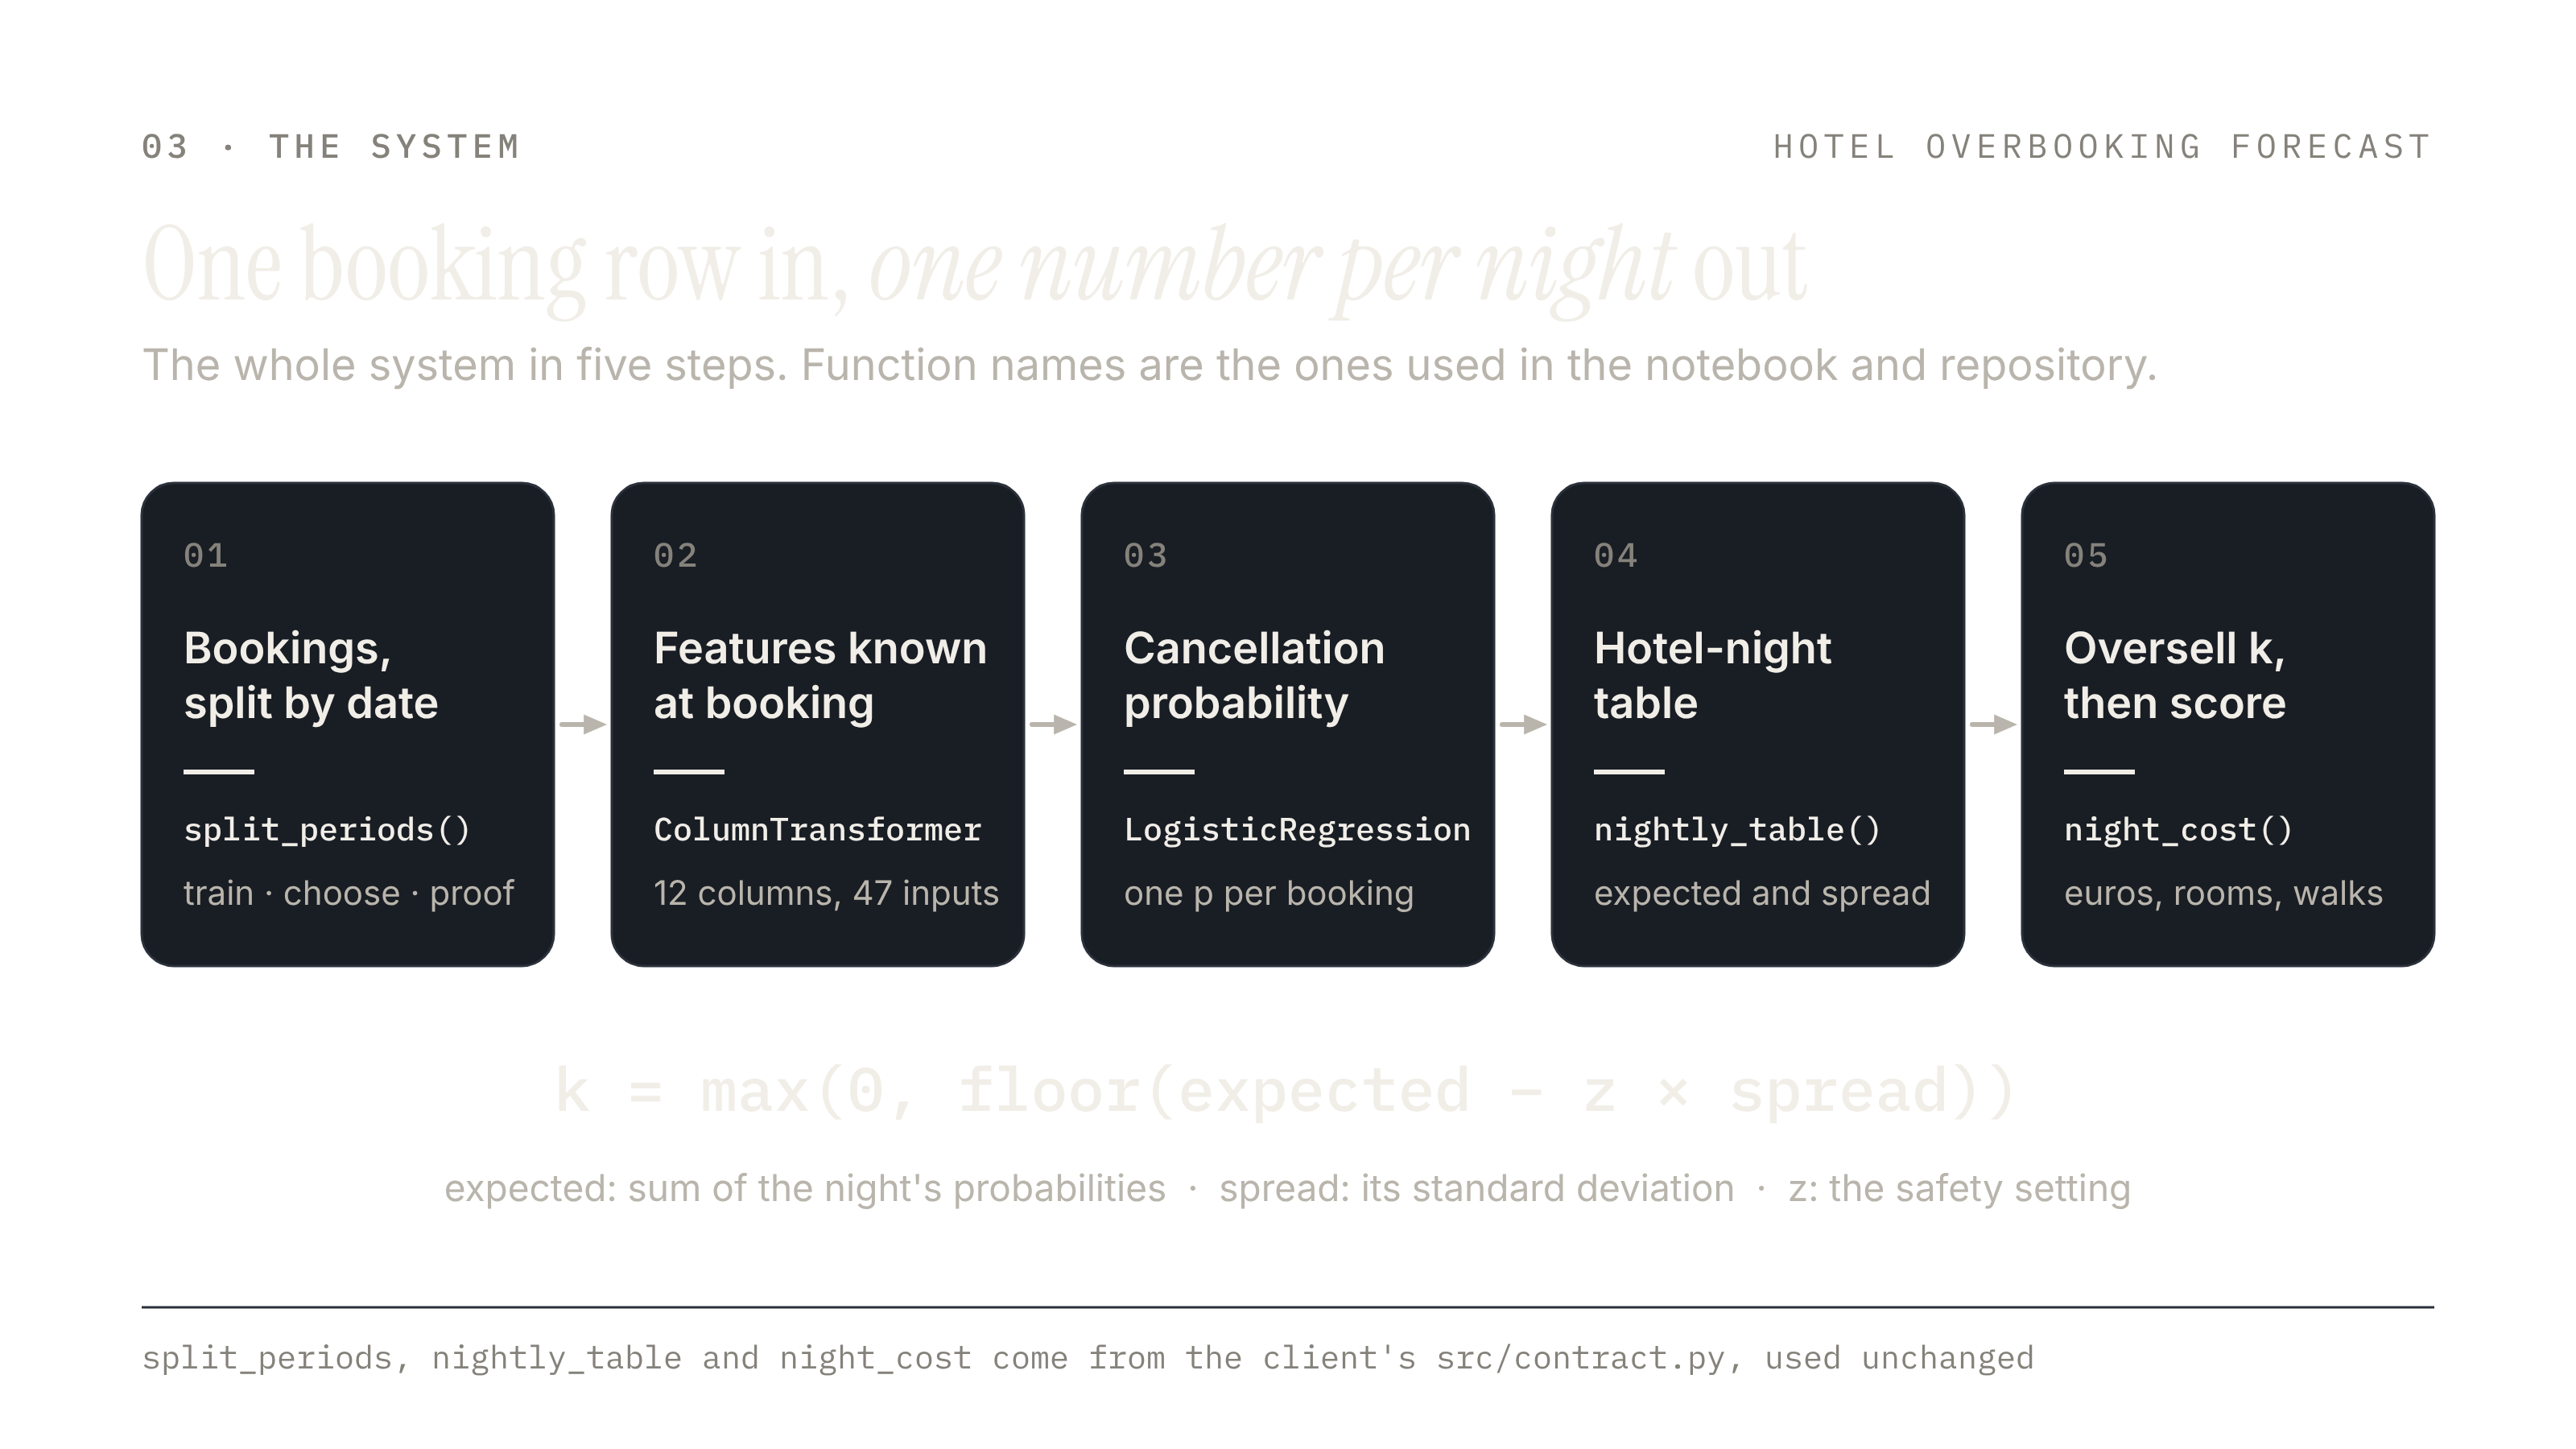 03 · THE SYSTEM
HOTEL OVERBOOKING FORECAST
One booking row in, one number per night out
The whole system in five steps. Function names are the ones used in the notebook and repository.
01
Bookings,
split by date
split_periods()
train · choose · proof
02
Features known
at booking
ColumnTransformer
12 columns, 47 inputs
03
Cancellation
probability
LogisticRegression
one p per booking
04
Hotel-night
table
nightly_table()
expected and spread
05
Oversell k,
then score
night_cost()
euros, rooms, walks
k = max(0, floor(expected − z × spread))
expected: sum of the night's probabilities · spread: its standard deviation · z: the safety setting
split_periods, nightly_table and night_cost come from the client's src/contract.py, used unchanged